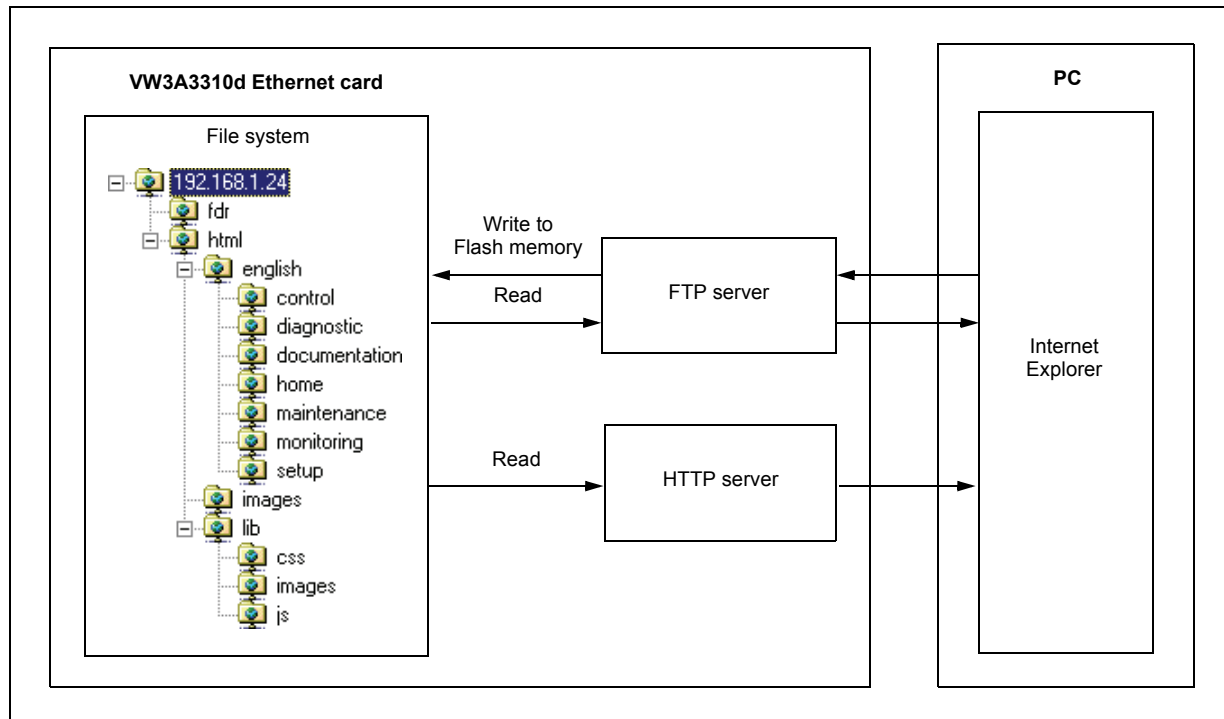 VW3A3310d Ethernet card
File system
192.168.1.24
fdr
html
english
control
diagnostic
documentation
home
maintenance
monitoring
setup
images
lib
css
images
js
Write to
Flash memory
Read
FTP server
Read
HTTP server
PC
Internet
Explorer